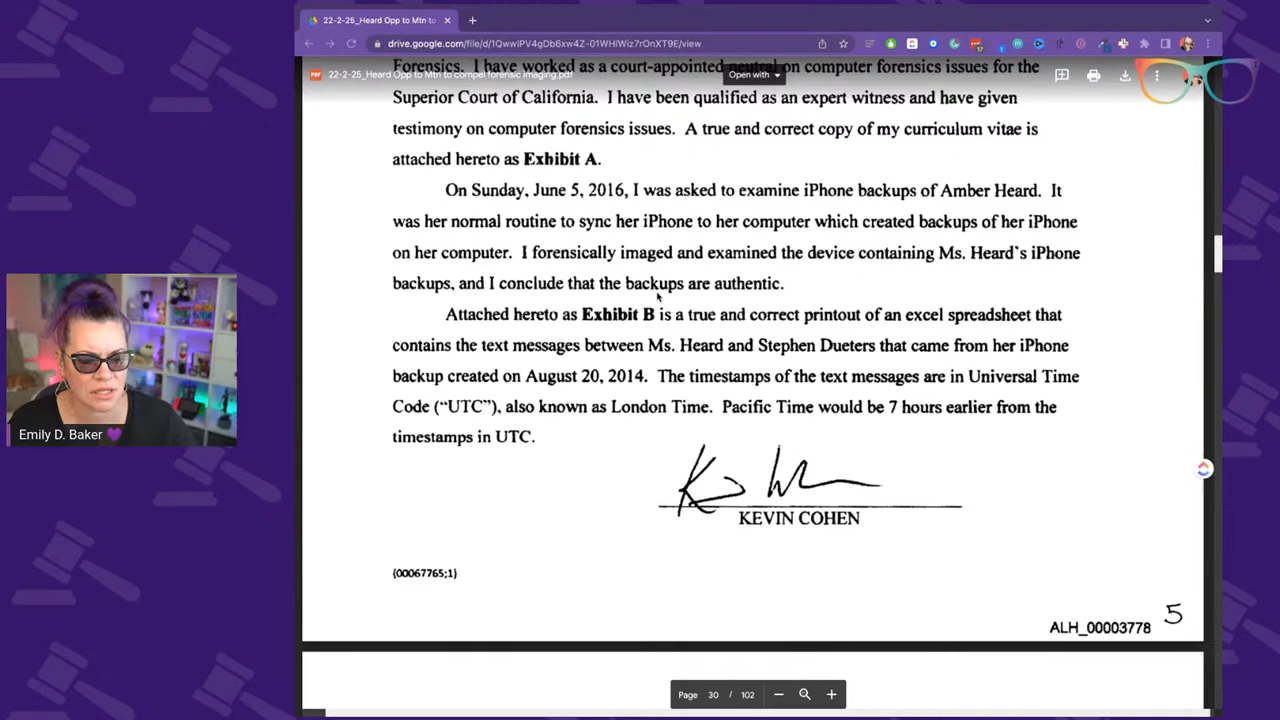 22-2-25_Heard Opp to Mtn to
drive.google.com/file/d/1QwwlPV4gDb6xw4Z-01WHlWiz7rOnXT9E/view
Forensics. I have worked as a court-appointed neutral on computer forensics issues for the
22-2-25_Heard Opp to Mtn to compel forensic imaging.pdf
Open with
Superior Court of California. I have been qualified as an expert witness and have given
testimony on computer forensics issues. A true and correct copy of my curriculum vitae is
attached hereto as Exhibit A.
On Sunday, June 5, 2016, I was asked to examine iPhone backups of Amber Heard. It
was her normal routine to sync her iPhone to her computer which created backups of her iPhone
on her computer. I forensically imaged and examined the device containing Ms. Heard's iPhone
backups, and I conclude that the backups are authentic.
Attached hereto as Exhibit B is a true and correct printout of an excel spreadsheet that
contains the text messages between Ms. Heard and Stephen Dueters that came from her iPhone
backup created on August 20, 2014. The timestamps of the text messages are in Universal Time
Code ("UTC"), also known as London Time. Pacific Time would be 7 hours earlier from the
timestamps in UTC.
KEVIN COHEN
{00067765;1}
5
ALH_00003778
Page 30 / 102
Emily D. Baker